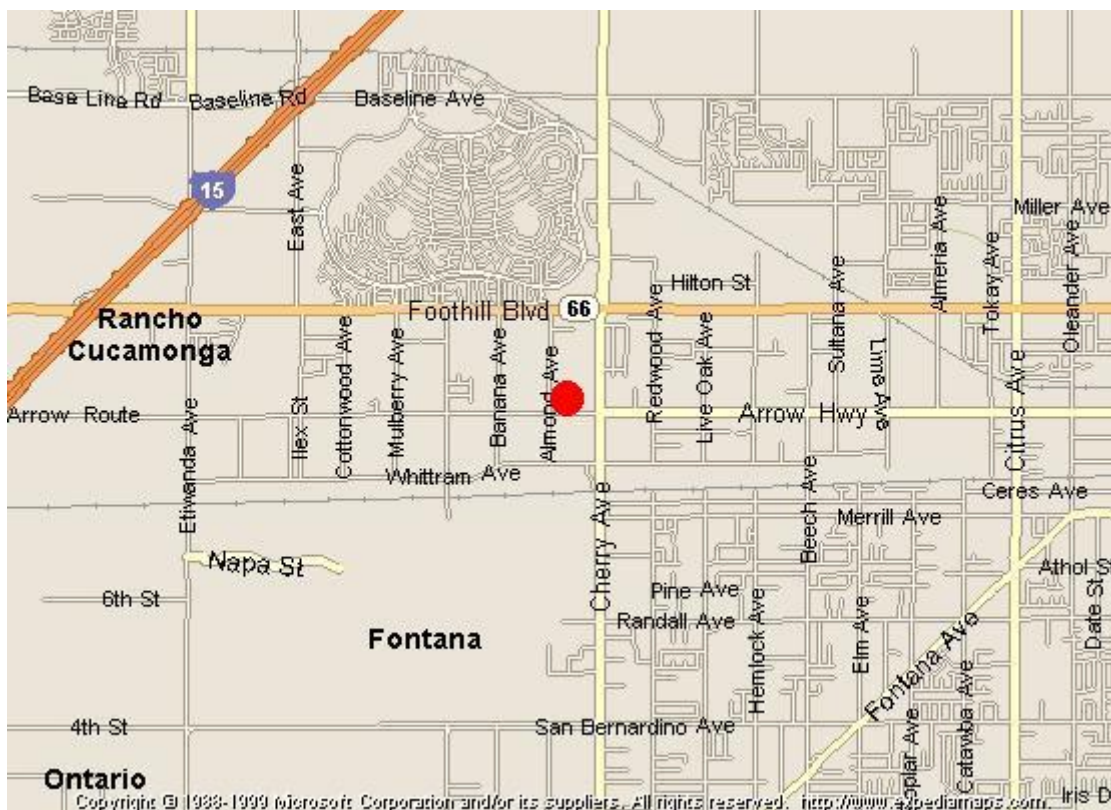 Base Line Rd
Baseline Rd
Baseline Ave
15
East Ave
Miller Ave
Almeria Ave
Tokay Ave
Oleander Ave
Hilton St
Sultana Ave
Foothill Blvd
66
Rancho
Cucamonga
Redwood Ave
Live Oak Ave
Lime Ave
Cottonwood Ave
Mulberry Ave
Banana Ave
Almond Ave
Ilex St
Arrow Route
Arrow Hwy
Citrus Ave
Etiwanda Ave
Whittram Ave
Cherry Ave
Beech Ave
Ceres Ave
Merrill Ave
Napa St
Athol St
6th St
Pine Ave
Randall Ave
Hemlock Ave
Elm Ave
Date St
Fontana
Fontana Ave
4th St
San Bernardino Ave
Catawba Ave
plar Ave
Ontario
Iris D
Copyright © 1988-1999 Microsoft Corporation and/or its suppliers. All rights reserved.